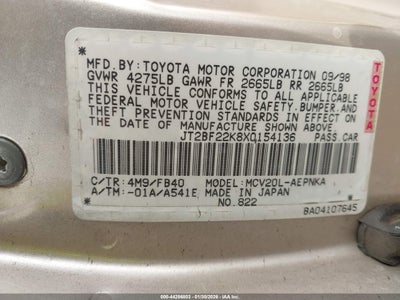 MFD.BY:TOYOTA MOTOR CORPORATION 09/98
GVWR 4275LB GAWR FR 2665LB RR 2665LB
THIS VEHICLE CONFORMS TO ALL APPLICABLE
FEDERAL MOTOR VEHICLE SAFETY,BUMPER,AND
THEFT PREVENTION STANDARDS IN EFFECT ON
THE DATE OF MANUFACTURE SHOWN ABOVE.
JT2BF22K8X0154136 PASS.CAR
TOYOTA
C/TR: 4M9/FB40 MODEL:MCV20L-AEPNKA
A/TM:-01A/A541E MADE IN JAPAN
NO.822
BA04107645